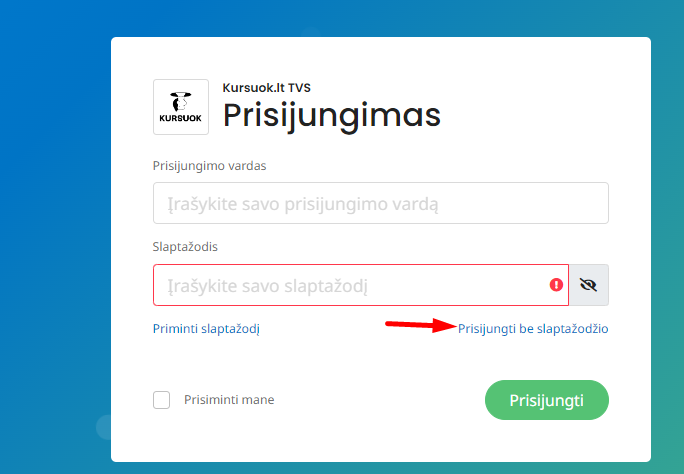 Kursuok.lt TVS
KURSUOK
Prisijungimas
Prisijungimo vardas
Įrašykite savo prisijungimo vardą
Slaptažodis
Įrašykite savo slaptažodį
Priminti slaptažodį
Prisijungti be slaptažodžio
Prisiminti mane
Prisijungti